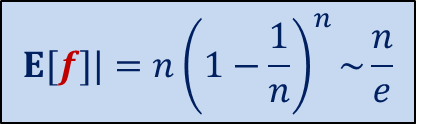 E[f]| = n(1 − 1/n)^n ~ n/e